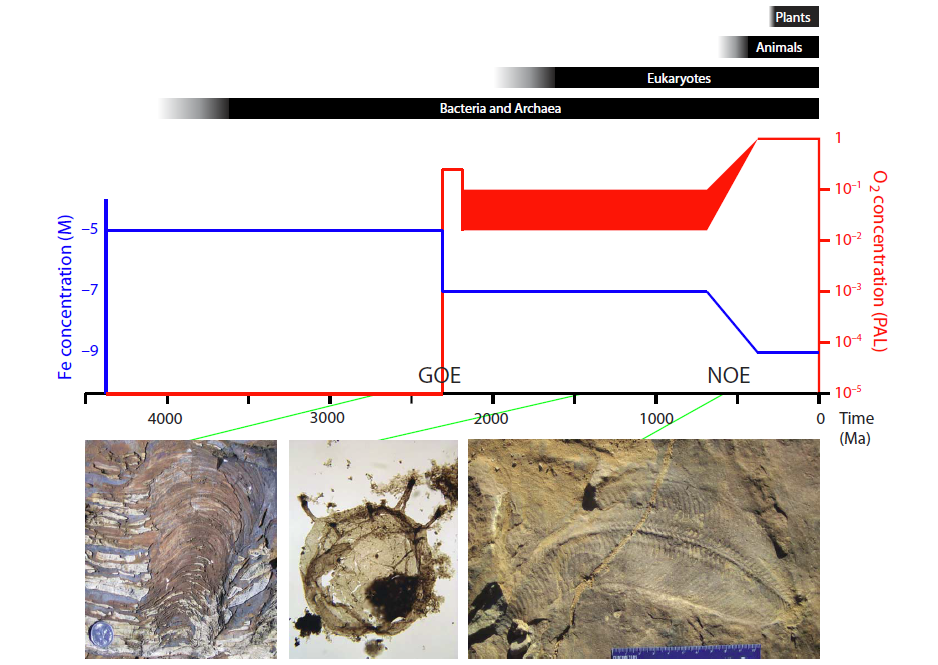 Plants
Animals
Eukaryotes
Bacteria and Archaea
Fe concentration (M)
–5
–7
–9
1
10⁻¹
10⁻²
10⁻³
10⁻⁴
10⁻⁵
O₂ concentration (PAL)
GOE
NOE
4000
3000
2000
1000
0
Time
(Ma)